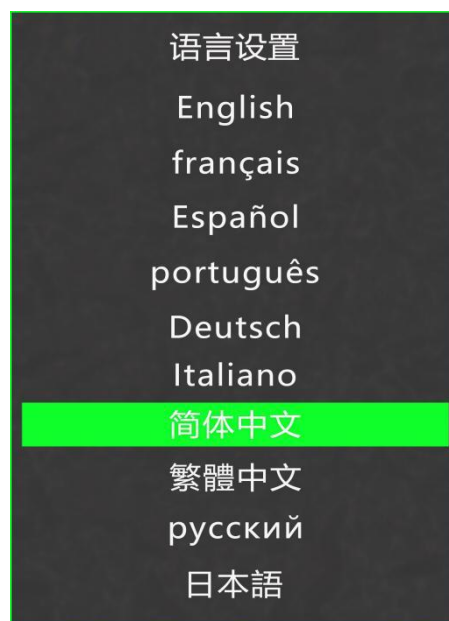 语言设置
English
français
Español
português
Deutsch
Italiano
简体中文
繁體中文
русский
日本語